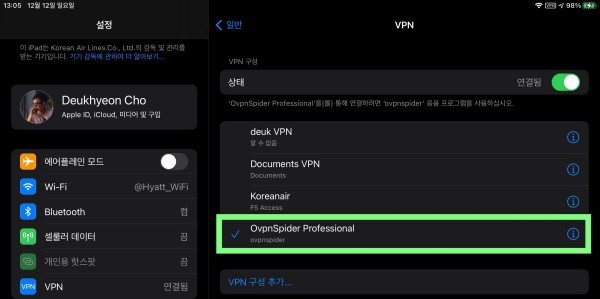 13:05 12월 12일 일요일
98%
설정
이 iPad는 Korean Air Lines.Co., Ltd.의 감독 및 관리를
받는 기기입니다. 기기 감독에 관하여 더 알아보기...
Deukhyeon Cho
Apple ID, iCloud, 미디어 및 구입
에어플레인 모드
Wi-Fi @Hyatt_WiFi
Bluetooth 켬
셀룰러 데이터 끔
개인용 핫스팟 끔
VPN VPN 연결됨
일반
VPN
VPN 구성
상태 연결됨
'OvpnSpider Professional'을(를) 통해 연결하려면 'ovpnspider' 응용 프로그램을 사용하십시오.
deuk VPN
알 수 없음
Documents VPN
Documents
Koreanair
F5 Access
OvpnSpider Professional
ovpnspider
VPN 구성 추가...